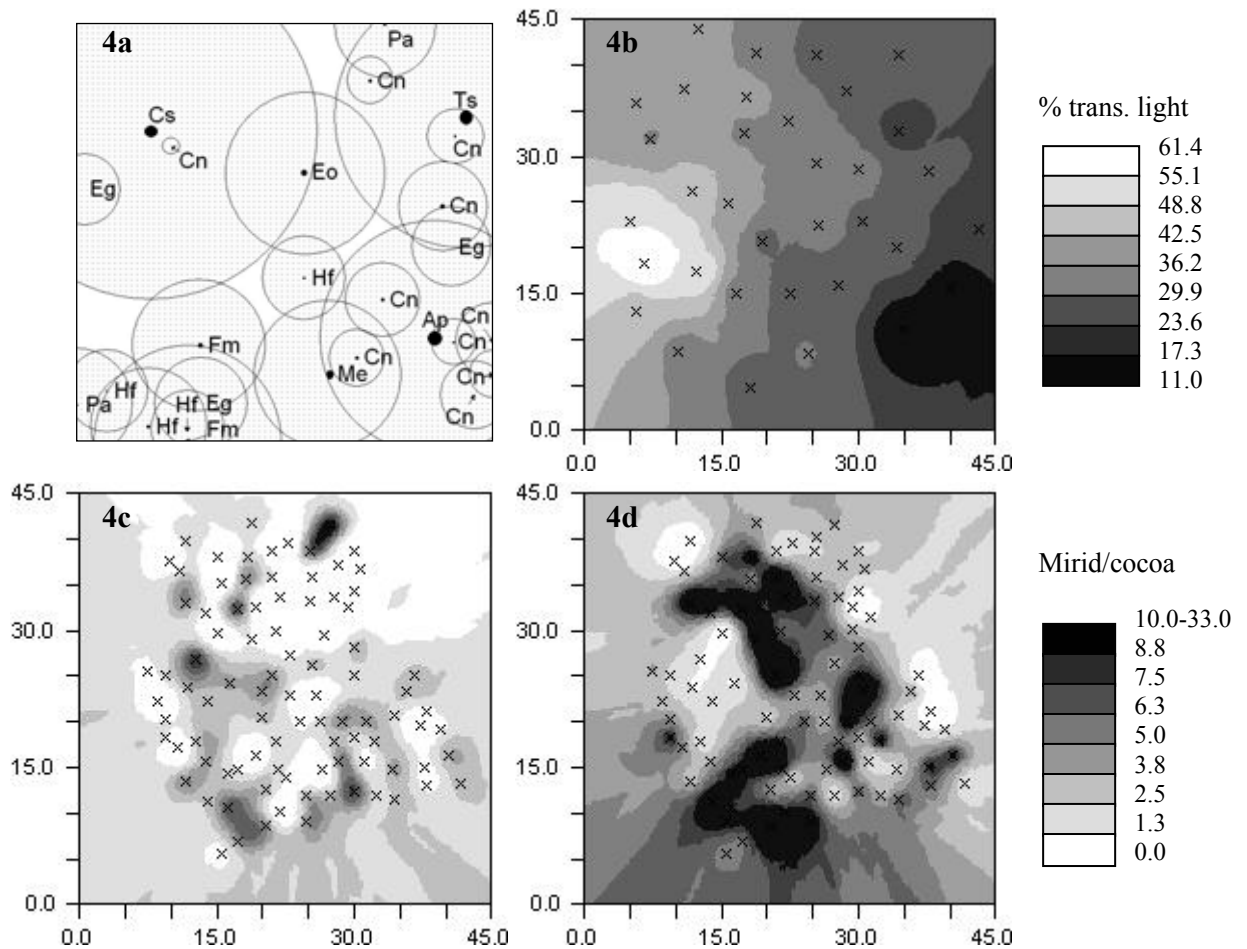 4a
Pa
Cn
Ts
Cs
Cn
Cn
Eo
Eg
Cn
Eg
Hf
Cn
Ap
Cn
Cn
Fm
Cn
Me
Cn
Hf
Pa
Hf
Eg
Cn
Hf
Fm
4b
45.0
30.0
15.0
0.0
0.0 15.0 30.0 45.0
% trans. light
61.4
55.1
48.8
42.5
36.2
29.9
23.6
17.3
11.0
4c
45.0
30.0
15.0
0.0
0.0 15.0 30.0 45.0
4d
45.0
30.0
15.0
0.0
0.0 15.0 30.0 45.0
Mirid/cocoa
10.0-33.0
8.8
7.5
6.3
5.0
3.8
2.5
1.3
0.0